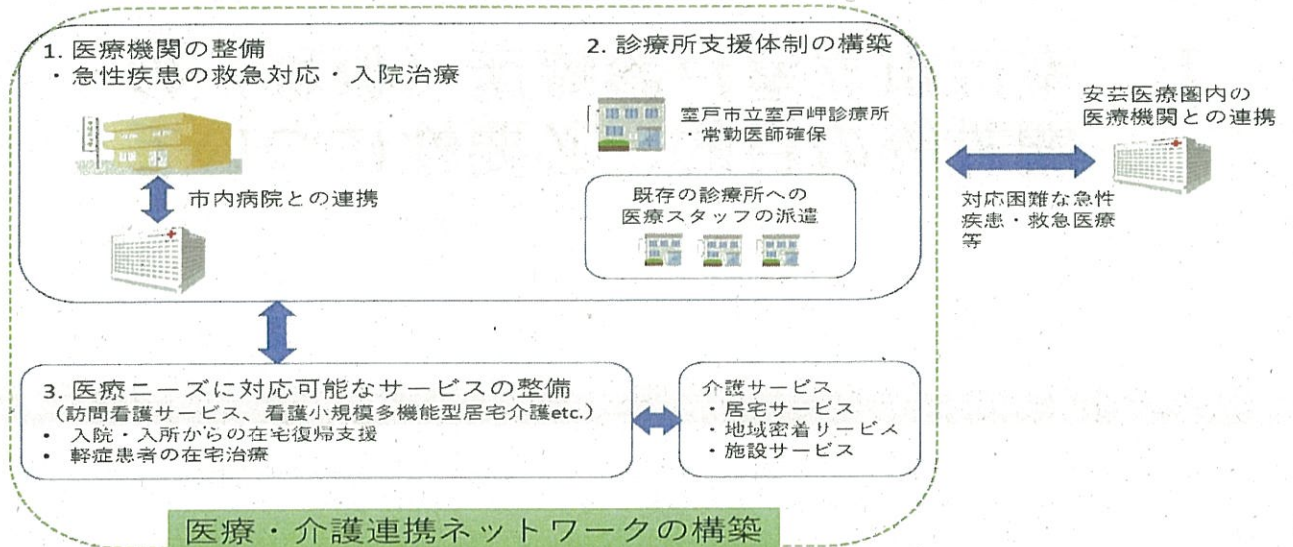 1. 医療機関の整備
・急性疾患の救急対応・入院治療
市内病院との連携
2. 診療所支援体制の構築
室戸市立室戸岬診療所
・常勤医師確保
既存の診療所への
医療スタッフの派遣
安芸医療圏内の
医療機関との連携
対応困難な急性
疾患・救急医療
等
3. 医療ニーズに対応可能なサービスの整備
（訪問看護サービス、看護小規模多機能型居宅介護etc.）
• 入院・入所からの在宅復帰支援
• 軽症患者の在宅治療
介護サービス
・居宅サービス
・地域密着サービス
・施設サービス
医療・介護連携ネットワークの構築